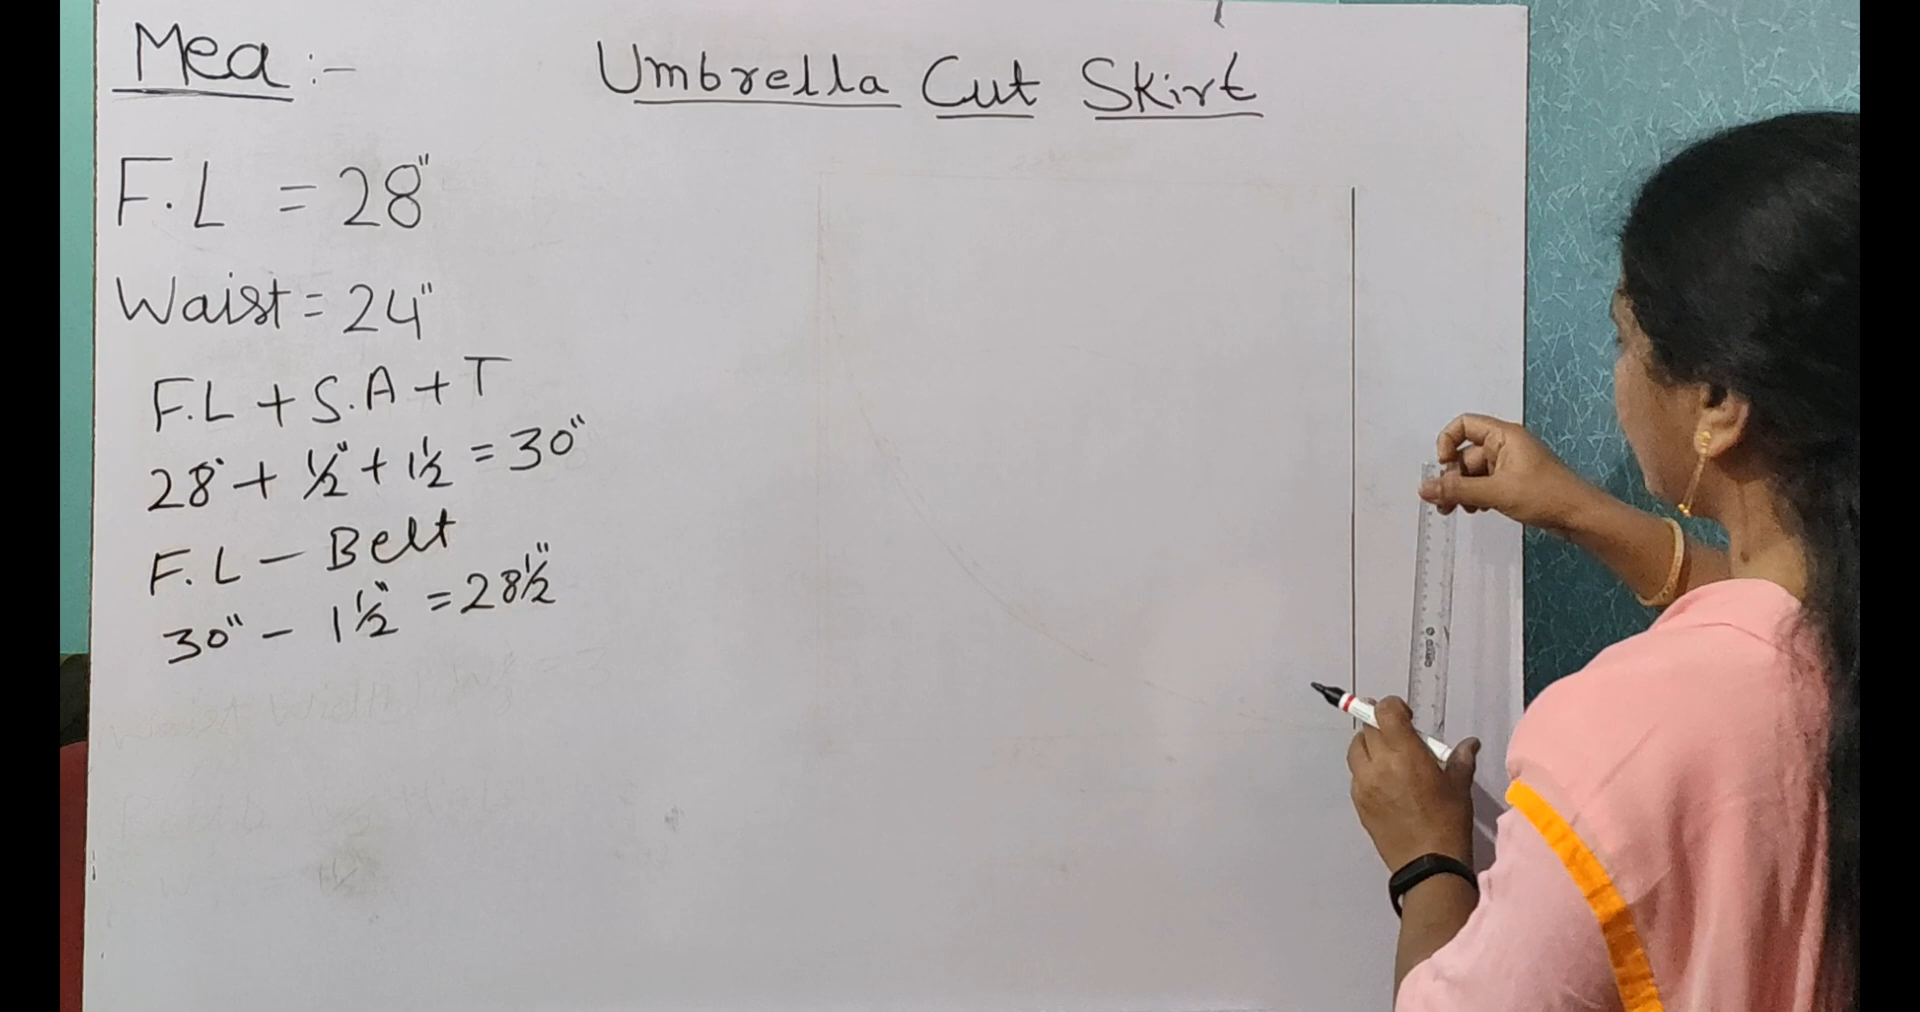 Mea :-
Umbrella Cut Skirt
F.L = 28"
Waist = 24"
F.L + S.A + T
28" + ½" + 1½ = 30"
F.L - Belt
30" - 1½" = 28½"